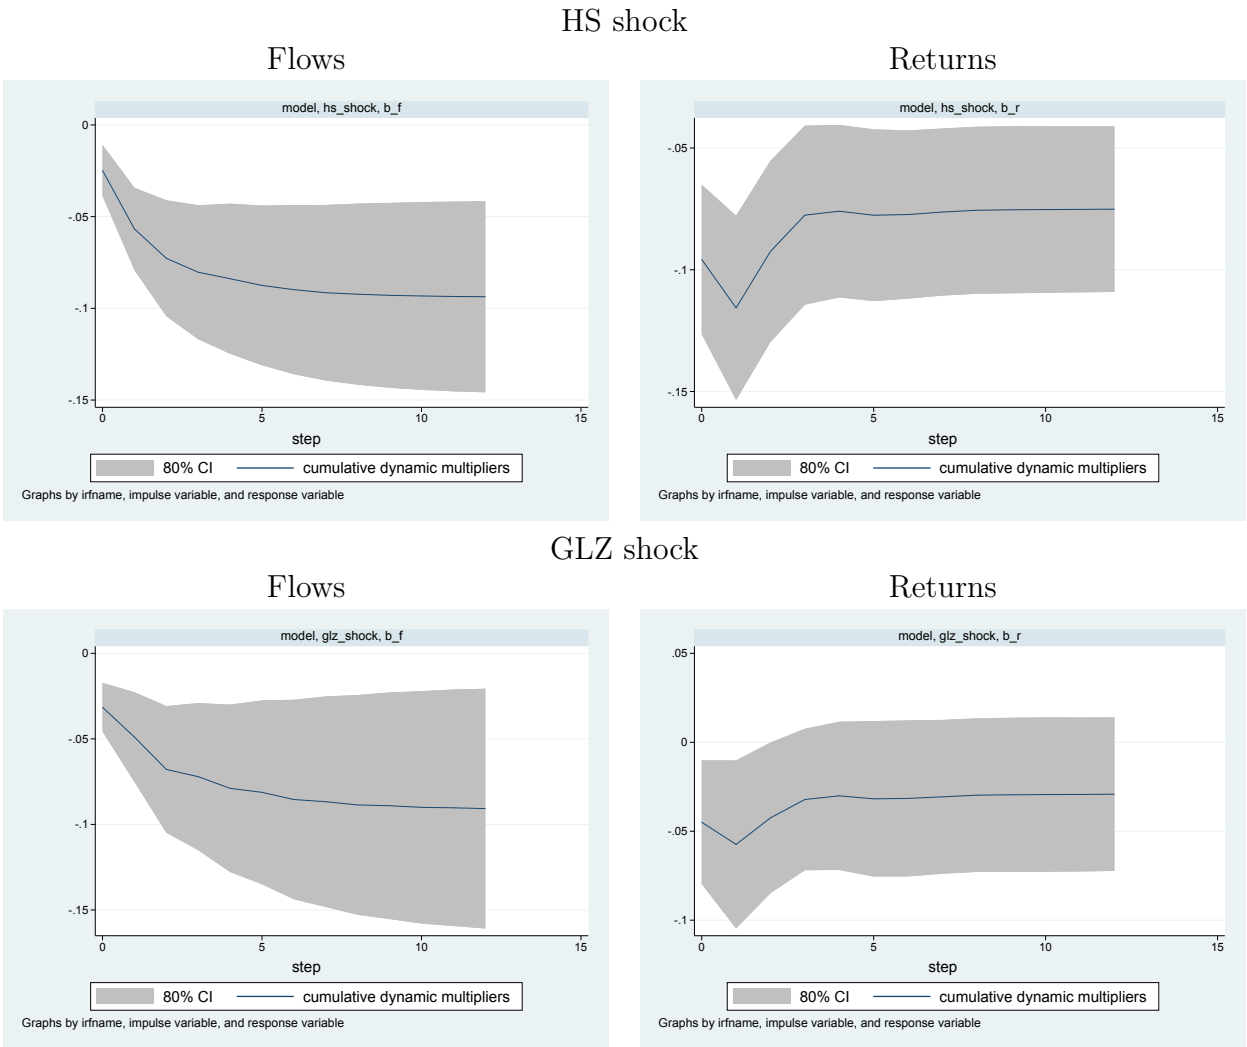 HS shock
Flows
Returns
model, hs_shock, b_f
0
-.05
-.1
-.15
0 5 10 15
step
80% CI cumulative dynamic multipliers
Graphs by irfname, impulse variable, and response variable
model, hs_shock, b_r
-.05
-.1
-.15
0 5 10 15
step
80% CI cumulative dynamic multipliers
Graphs by irfname, impulse variable, and response variable
GLZ shock
Flows
Returns
model, glz_shock, b_f
0
-.05
-.1
-.15
0 5 10 15
step
80% CI cumulative dynamic multipliers
Graphs by irfname, impulse variable, and response variable
model, glz_shock, b_r
.05
0
-.05
-.1
0 5 10 15
step
80% CI cumulative dynamic multipliers
Graphs by irfname, impulse variable, and response variable